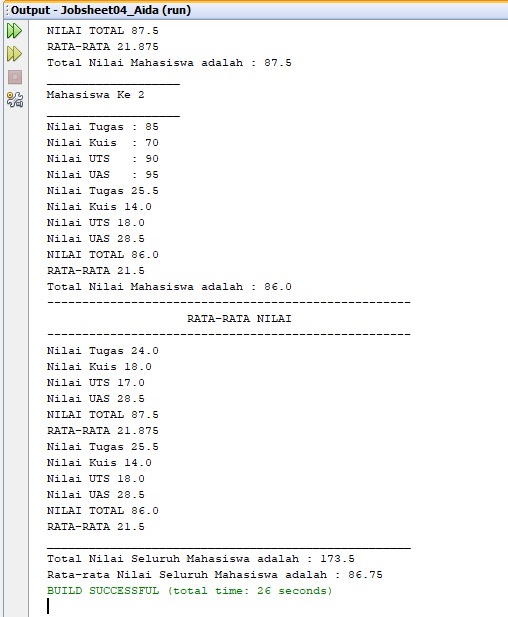 Output - Jobsheet04_Aida (run)
NILAI TOTAL 87.5
RATA-RATA 21.875
Total Nilai Mahasiswa adalah : 87.5
___________________
Mahasiswa Ke 2
___________________
Nilai Tugas : 85
Nilai Kuis  : 70
Nilai UTS   : 90
Nilai UAS   : 95
Nilai Tugas 25.5
Nilai Kuis 14.0
Nilai UTS 18.0
Nilai UAS 28.5
NILAI TOTAL 86.0
RATA-RATA 21.5
Total Nilai Mahasiswa adalah : 86.0
----------------------------------------------------
RATA-RATA NILAI
----------------------------------------------------
Nilai Tugas 24.0
Nilai Kuis 18.0
Nilai UTS 17.0
Nilai UAS 28.5
NILAI TOTAL 87.5
RATA-RATA 21.875
Nilai Tugas 25.5
Nilai Kuis 14.0
Nilai UTS 18.0
Nilai UAS 28.5
NILAI TOTAL 86.0
RATA-RATA 21.5
____________________________________________________
Total Nilai Seluruh Mahasiswa adalah : 173.5
Rata-rata Nilai Seluruh Mahasiswa adalah : 86.75
BUILD SUCCESSFUL (total time: 26 seconds)